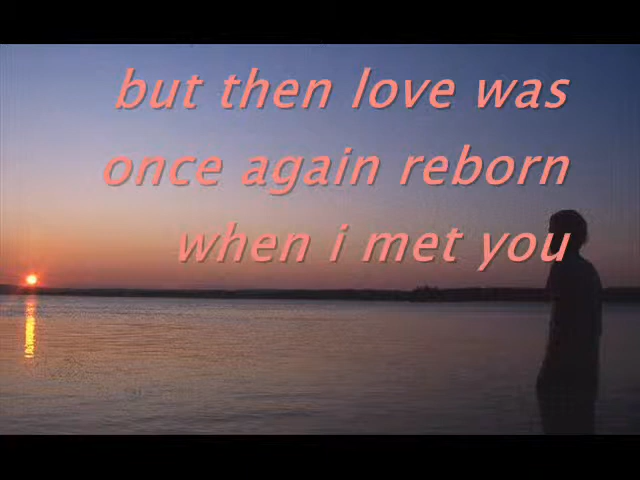 but then love was
once again reborn
when i met you